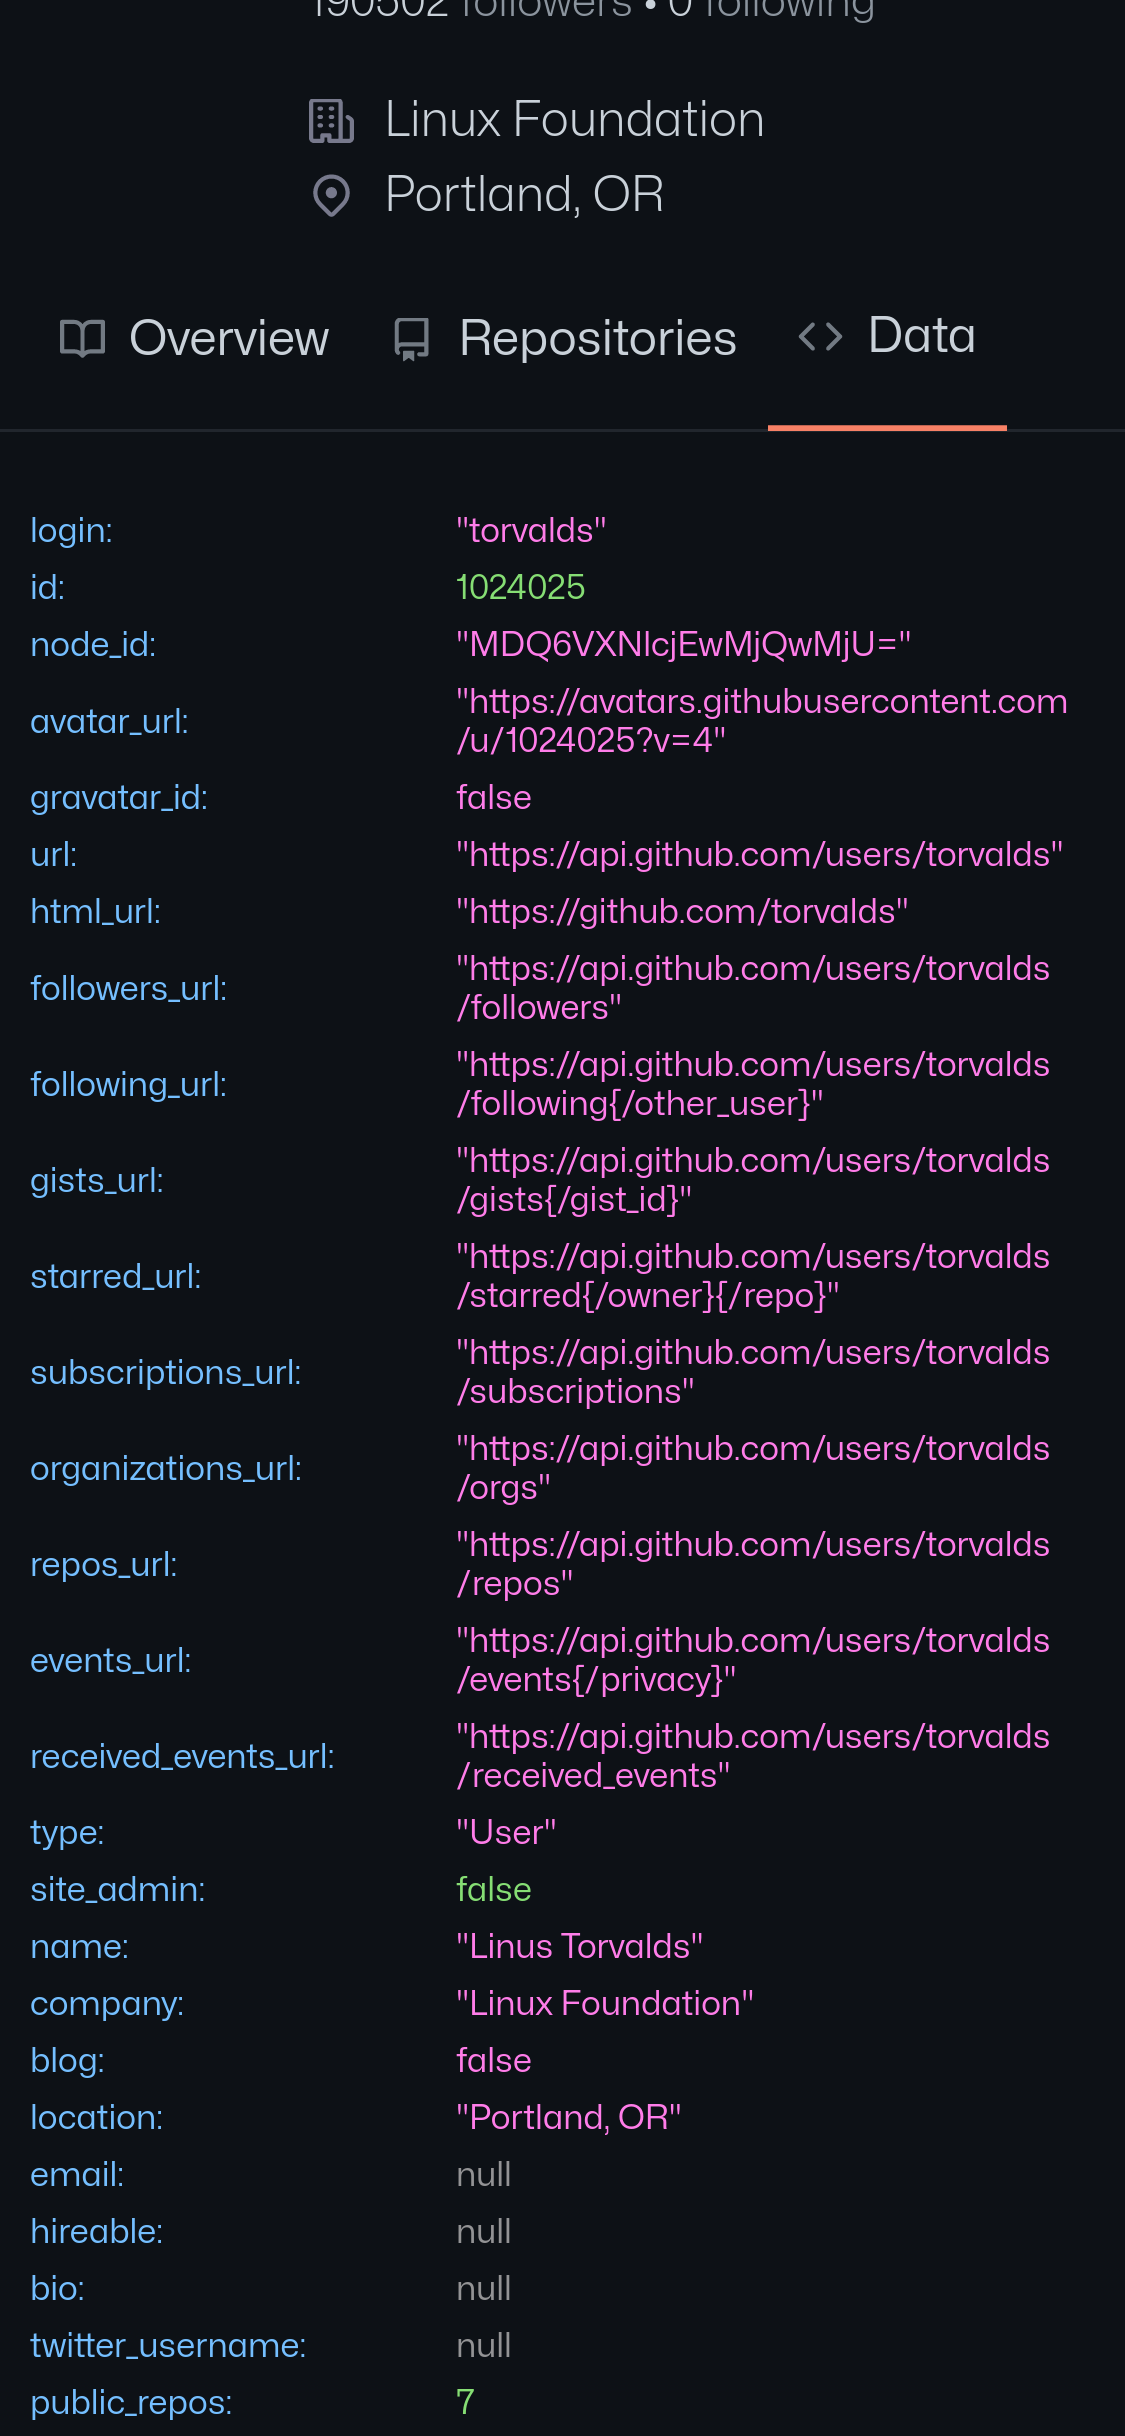 190502 followers • 0 following
Linux Foundation
Portland, OR
Overview Repositories Data
login: "torvalds"
id: 1024025
node_id: "MDQ6VXNlcjEwMjQwMjU="
avatar_url: "https://avatars.githubusercontent.com
/u/1024025?v=4"
gravatar_id: false
url: "https://api.github.com/users/torvalds"
html_url: "https://github.com/torvalds"
followers_url: "https://api.github.com/users/torvalds
/followers"
following_url: "https://api.github.com/users/torvalds
/following{/other_user}"
gists_url: "https://api.github.com/users/torvalds
/gists{/gist_id}"
starred_url: "https://api.github.com/users/torvalds
/starred{/owner}{/repo}"
subscriptions_url: "https://api.github.com/users/torvalds
/subscriptions"
organizations_url: "https://api.github.com/users/torvalds
/orgs"
repos_url: "https://api.github.com/users/torvalds
/repos"
events_url: "https://api.github.com/users/torvalds
/events{/privacy}"
received_events_url: "https://api.github.com/users/torvalds
/received_events"
type: "User"
site_admin: false
name: "Linus Torvalds"
company: "Linux Foundation"
blog: false
location: "Portland, OR"
email: null
hireable: null
bio: null
twitter_username: null
public_repos: 7